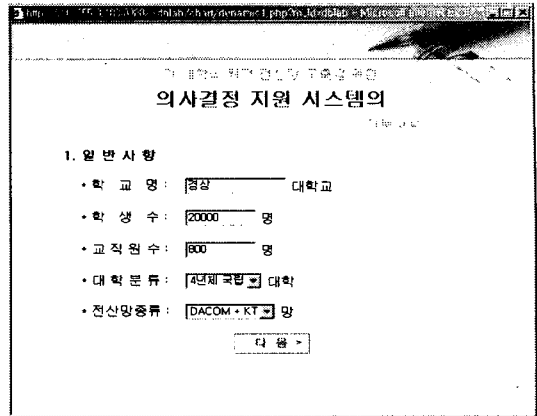 의사결정 지원 시스템의
1. 일 반 사 항
• 학 교 명 : 경상 대학교
• 학 생 수 : 20000 명
• 교 직 원 수 : 800 명
• 대 학 분 류 : 4년제 국립 대학
• 전산망종류 : DACOM + KT 망
다 음 >